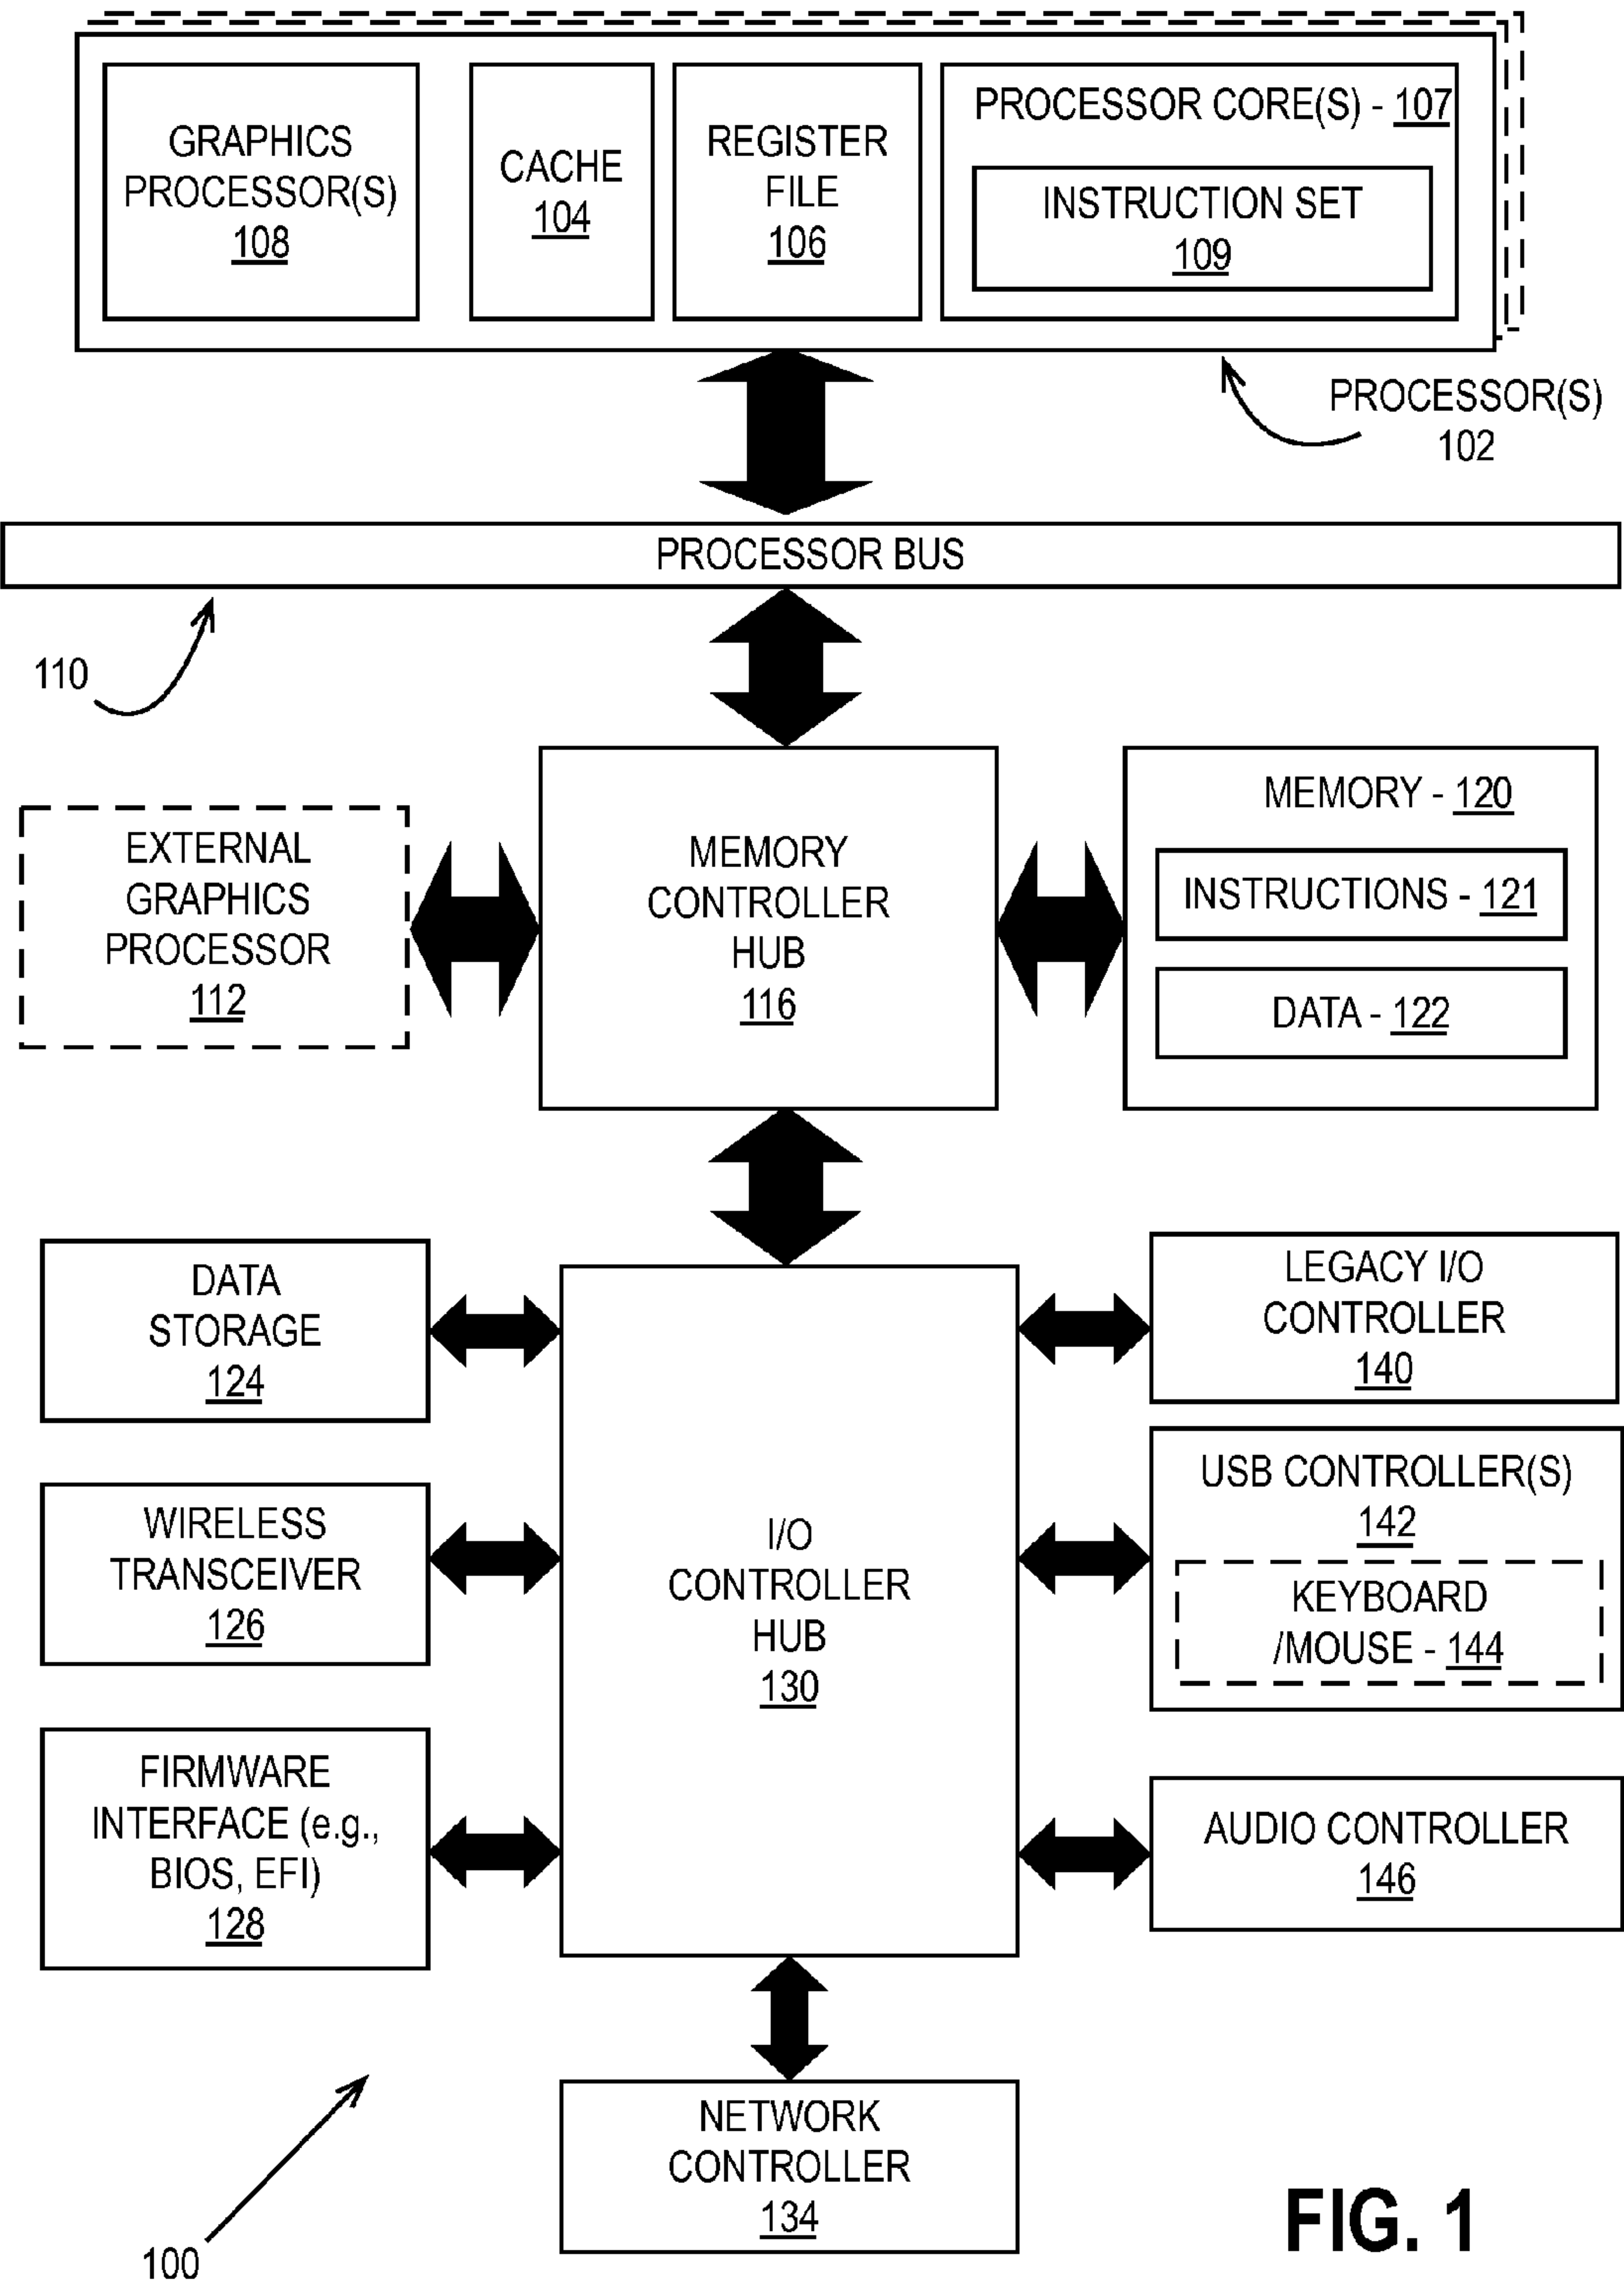 GRAPHICS
PROCESSOR(S)
108
CACHE
104
REGISTER
FILE
106
PROCESSOR CORE(S) - 107
INSTRUCTION SET
109
PROCESSOR(S)
102
PROCESSOR BUS
110
EXTERNAL
GRAPHICS
PROCESSOR
112
MEMORY
CONTROLLER
HUB
116
MEMORY - 120
INSTRUCTIONS - 121
DATA - 122
DATA
STORAGE
124
WIRELESS
TRANSCEIVER
126
FIRMWARE
INTERFACE (e.g.,
BIOS, EFI)
128
I/O
CONTROLLER
HUB
130
LEGACY I/O
CONTROLLER
140
USB CONTROLLER(S)
142
KEYBOARD
/MOUSE - 144
AUDIO CONTROLLER
146
NETWORK
CONTROLLER
134
100
FIG. 1